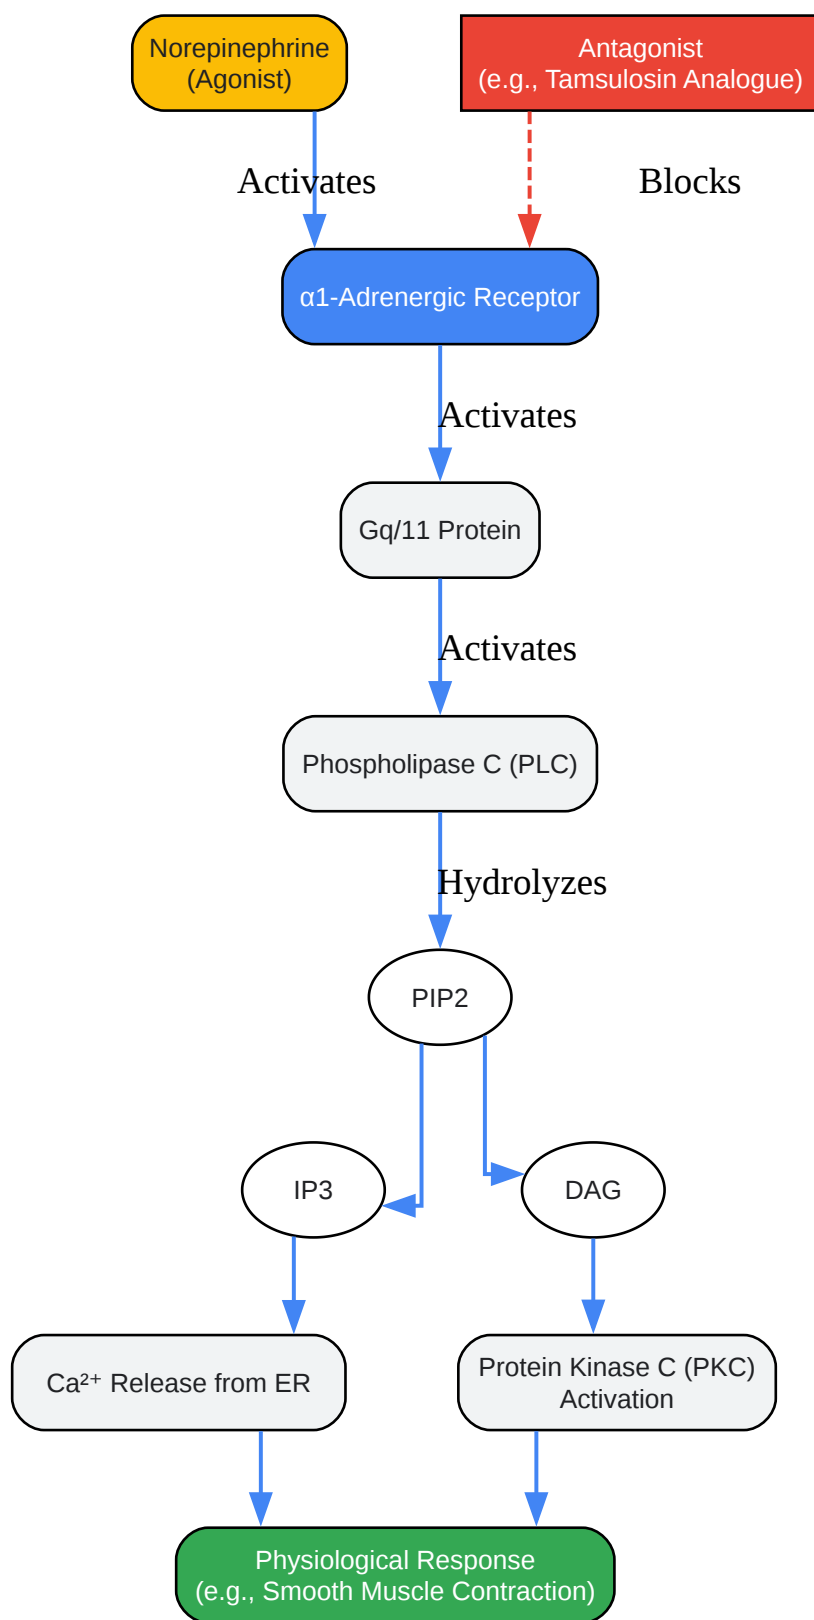 Norepinephrine
(Agonist)
Antagonist
(e.g., Tamsulosin Analogue)
Activates
Blocks
α1-Adrenergic Receptor
Activates
Gq/11 Protein
Activates
Phospholipase C (PLC)
Hydrolyzes
PIP2
IP3
DAG
Ca²⁺ Release from ER
Protein Kinase C (PKC)
Activation
Physiological Response
(e.g., Smooth Muscle Contraction)